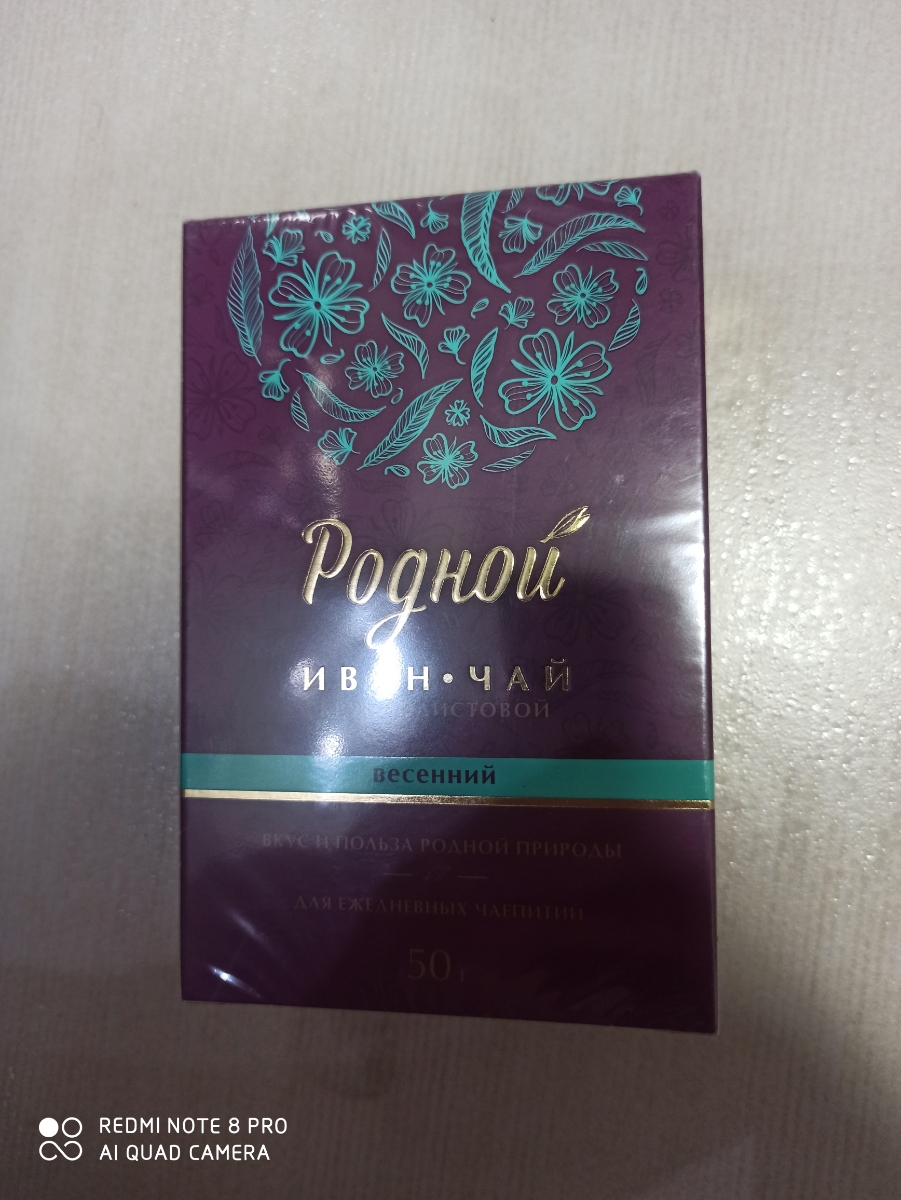 Родной
ИВАН•ЧАЙ
ЛИСТОВОЙ
весенний
ВКУС И ПОЛЬЗА РОДНОЙ ПРИРОДЫ
ДЛЯ ЕЖЕДНЕВНЫХ ЧАЕПИТИЙ
50 г
REDMI NOTE 8 PRO
AI QUAD CAMERA